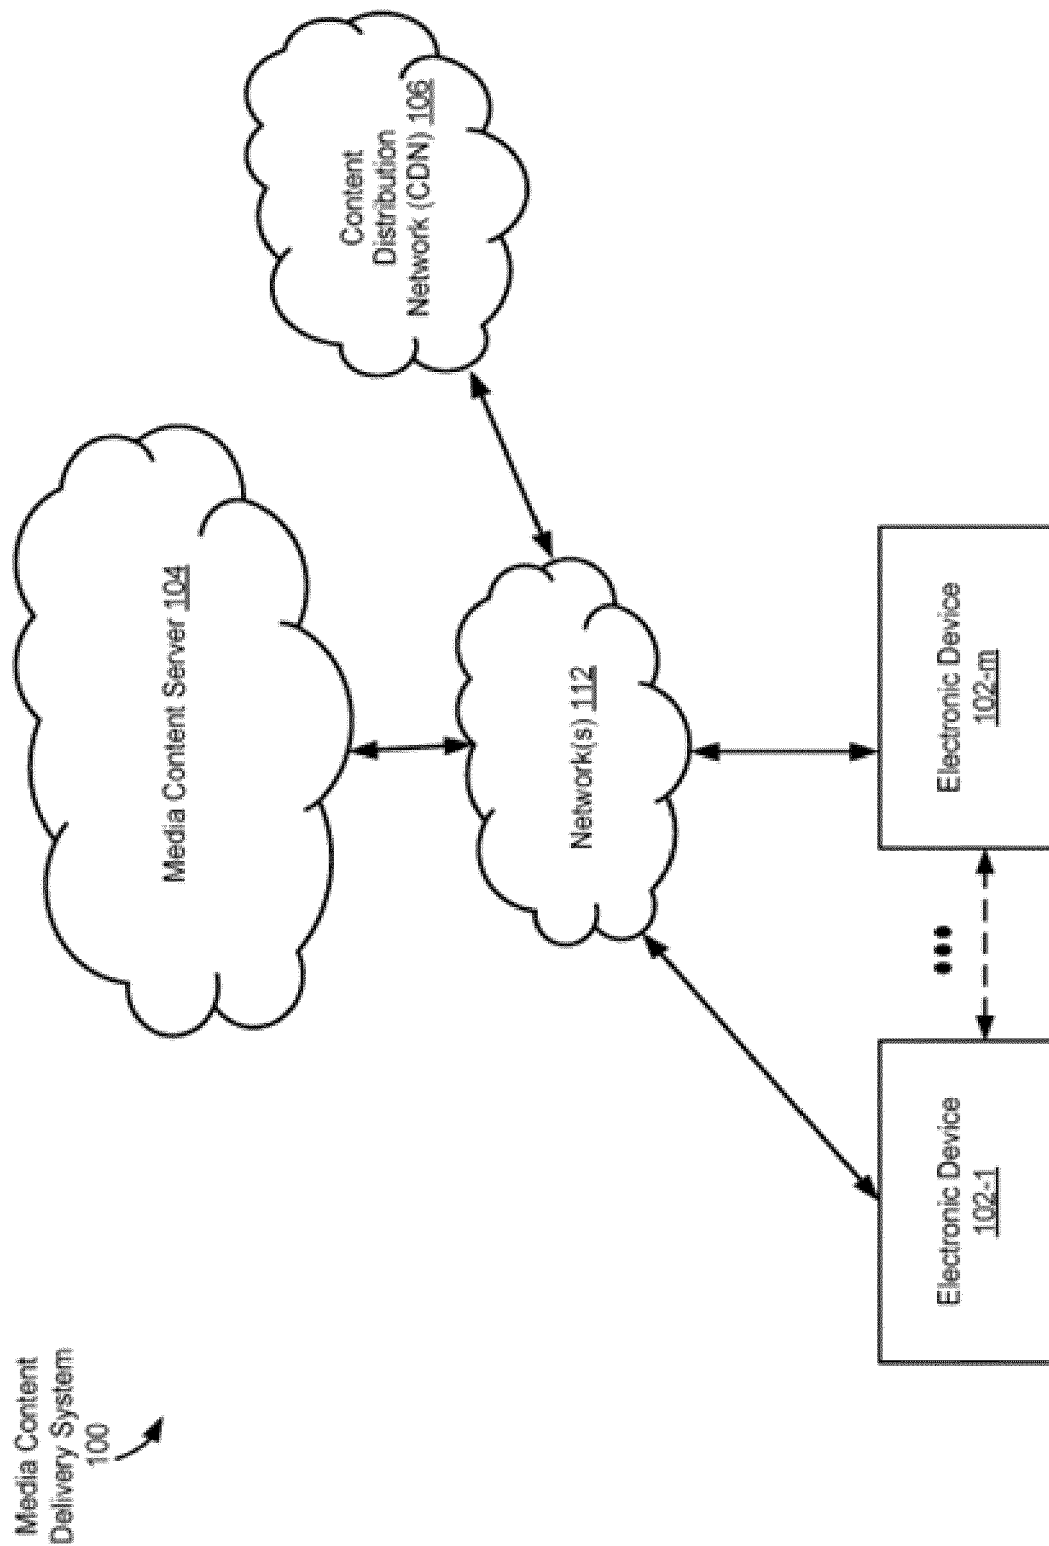 Media Content
Delivery System
100
Media Content Server 104
Content
Distribution
Network (CDN) 106
Network(s) 112
Electronic Device
102-1
•••
Electronic Device
102-m